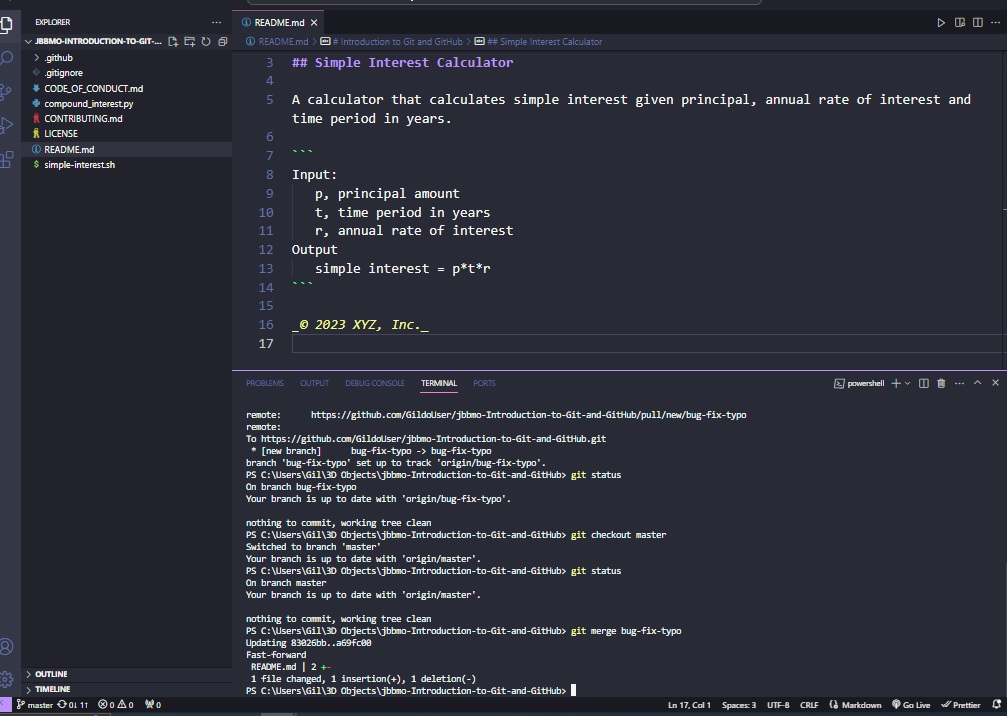 EXPLORER
JBBMO-INTRODUCTION-TO-GIT-...
.github
.gitignore
CODE_OF_CONDUCT.md
compound_interest.py
CONTRIBUTING.md
LICENSE
README.md
simple-interest.sh
OUTLINE
TIMELINE
README.md
README.md > # Introduction to Git and GitHub > ## Simple Interest Calculator
3 ## Simple Interest Calculator
4
5 A calculator that calculates simple interest given principal, annual rate of interest and
time period in years.
6
7 ```
8 Input:
9 p, principal amount
10 t, time period in years
11 r, annual rate of interest
12 Output
13 simple interest = p*t*r
14 ```
15
16 _© 2023 XYZ, Inc._
17
PROBLEMS OUTPUT DEBUG CONSOLE TERMINAL PORTS
powershell
remote: https://github.com/GildoUser/jbbmo-Introduction-to-Git-and-GitHub/pull/new/bug-fix-typo
remote:
To https://github.com/GildoUser/jbbmo-Introduction-to-Git-and-GitHub.git
* [new branch] bug-fix-typo -> bug-fix-typo
branch 'bug-fix-typo' set up to track 'origin/bug-fix-typo'.
PS C:\Users\Gil\3D Objects\jbbmo-Introduction-to-Git-and-GitHub> git status
On branch bug-fix-typo
Your branch is up to date with 'origin/bug-fix-typo'.
nothing to commit, working tree clean
PS C:\Users\Gil\3D Objects\jbbmo-Introduction-to-Git-and-GitHub> git checkout master
Switched to branch 'master'
Your branch is up to date with 'origin/master'.
PS C:\Users\Gil\3D Objects\jbbmo-Introduction-to-Git-and-GitHub> git status
On branch master
Your branch is up to date with 'origin/master'.
nothing to commit, working tree clean
PS C:\Users\Gil\3D Objects\jbbmo-Introduction-to-Git-and-GitHub> git merge bug-fix-typo
Updating 83026bb..a69fc00
Fast-forward
README.md | 2 +-
1 file changed, 1 insertion(+), 1 deletion(-)
PS C:\Users\Gil\3D Objects\jbbmo-Introduction-to-Git-and-GitHub>
master 0↓ 1↑ 0 0 0 Ln 17, Col 1 Spaces: 3 UTF-8 CRLF Markdown Go Live Prettier